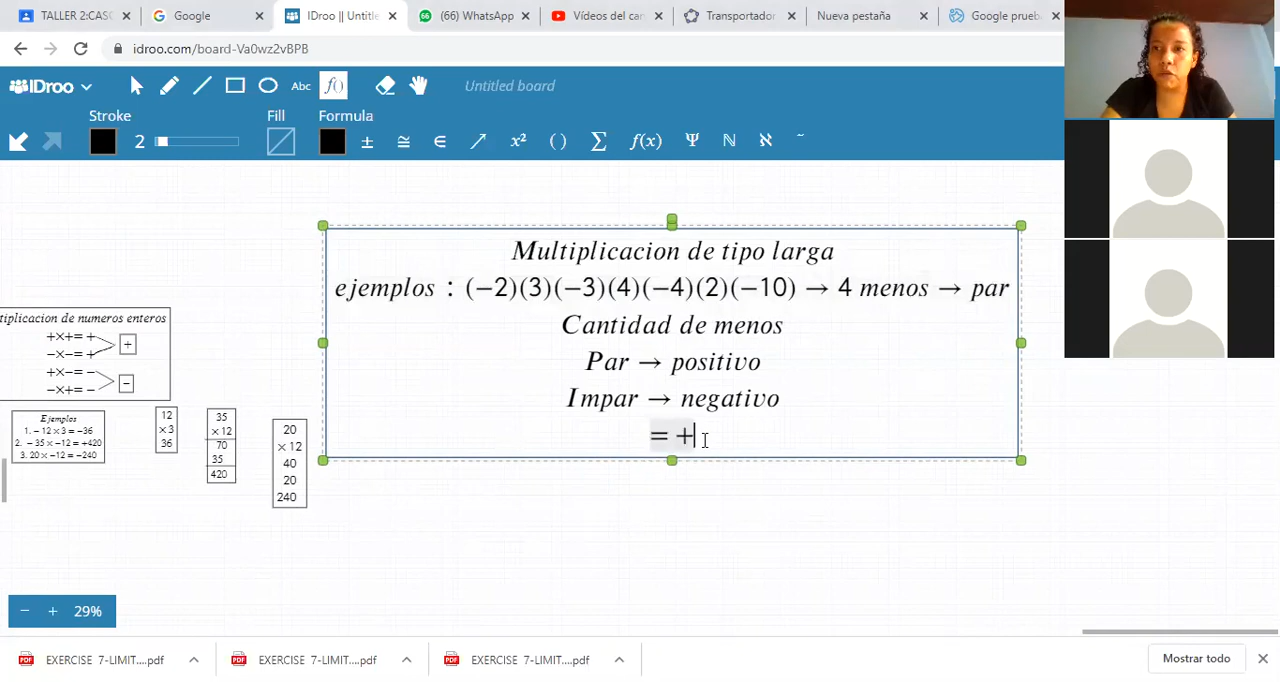 TALLER 2:CASO
Google
IDroo || Untitle
(66) WhatsApp
Vídeos del car
Transportador
Nueva pestaña
Google prueb
idroo.com/board-Va0wz2vBPB
IDroo
Abc
f()
Untitled board
Stroke
Fill
Formula
2
± ≅ ∈ ↗ x² ( ) ∑ f(x) Ψ ℕ ℵ ~
Multiplicacion de tipo larga
ejemplos : (−2)(3)(−3)(4)(−4)(2)(−10) → 4 menos → par
Cantidad de menos
Par → positivo
Impar → negativo
= +
tiplicacion de numeros enteros
+×+= +
−×−= +
+
+×−= −
−×+= −
−
Ejemplos
1. − 12 × 3 = −36
2. − 35 × −12 = +420
3. 20 × −12 = −240
12
× 3
36
35
× 12
70
35
420
20
× 12
40
20
240
− + 29%
EXERCISE 7-LIMIT....pdf
EXERCISE 7-LIMIT....pdf
EXERCISE 7-LIMIT....pdf
Mostrar todo